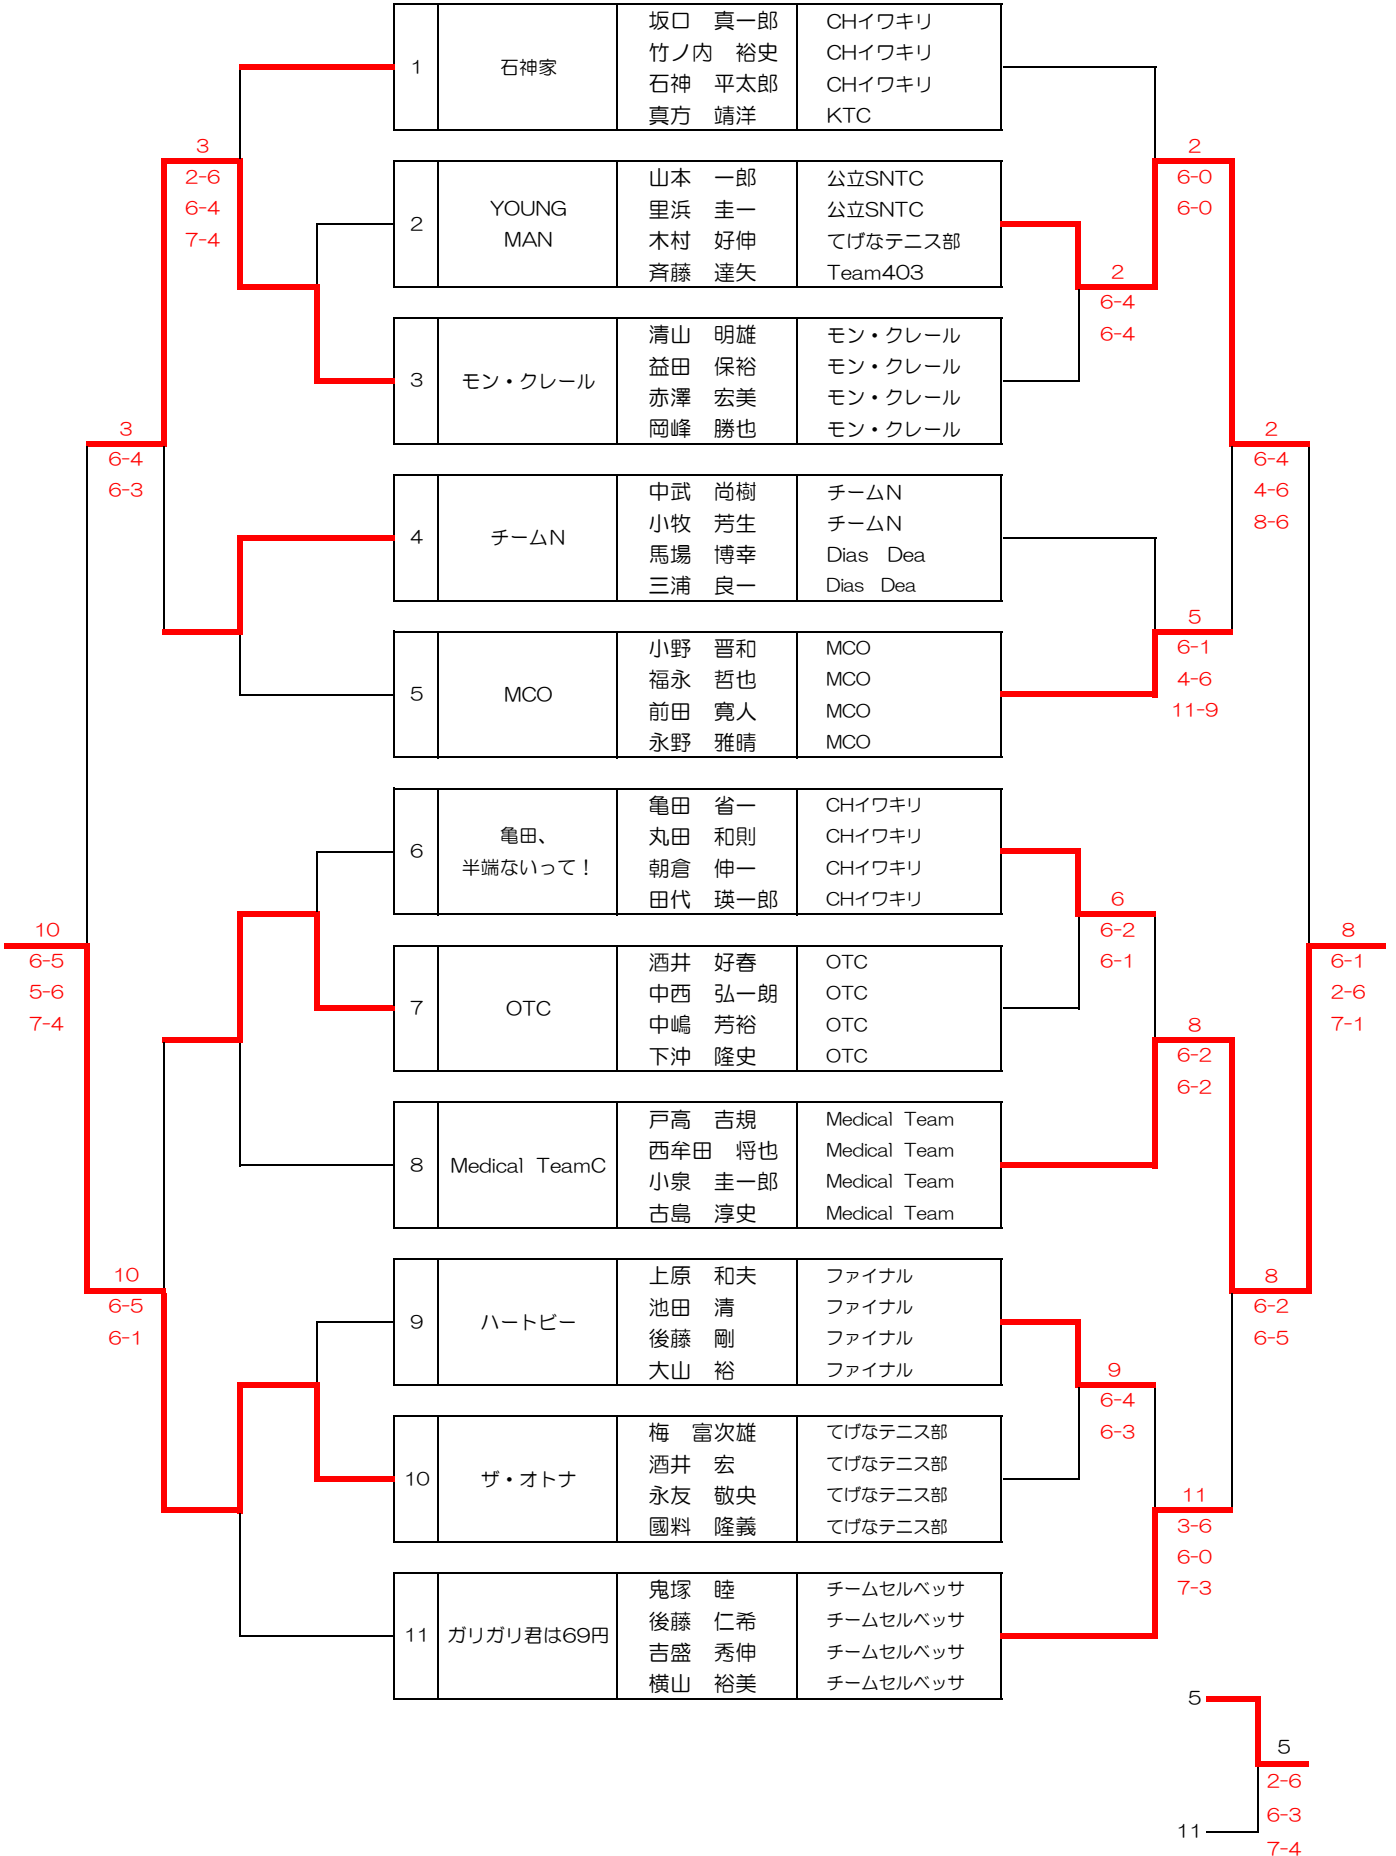 1 石神家
坂口　真一郎 CHイワキリ
竹ノ内　裕史 CHイワキリ
石神　平太郎 CHイワキリ
真方　靖洋 KTC
3
2-6
6-4
7-4
2
6-0
6-0
2 YOUNG
MAN
山本　一郎 公立SNTC
里浜　圭一 公立SNTC
木村　好伸 てげなテニス部
斉藤　達矢 Team403
2
6-4
6-4
3 モン・クレール
清山　明雄 モン・クレール
益田　保裕 モン・クレール
赤澤　宏美 モン・クレール
岡峰　勝也 モン・クレール
3
6-4
6-3
2
6-4
4-6
8-6
4 チームN
中武　尚樹 チームN
小牧　芳生 チームN
馬場　博幸 Dias Dea
三浦　良一 Dias Dea
5
6-1
4-6
11-9
5 MCO
小野　晋和 MCO
福永　哲也 MCO
前田　寛人 MCO
永野　雅晴 MCO
6 亀田、
半端ないって！
亀田　省一 CHイワキリ
丸田　和則 CHイワキリ
朝倉　伸一 CHイワキリ
田代　瑛一郎 CHイワキリ
6
6-2
6-1
10
6-5
5-6
7-4
8
6-1
2-6
7-1
7 OTC
酒井　好春 OTC
中西　弘一朗 OTC
中嶋　芳裕 OTC
下沖　隆史 OTC
8
6-2
6-2
8 Medical TeamC
戸高　吉規 Medical Team
西牟田　将也 Medical Team
小泉　圭一郎 Medical Team
古島　淳史 Medical Team
10
6-5
6-1
8
6-2
6-5
9 ハートビー
上原　和夫 ファイナル
池田　清 ファイナル
後藤　剛 ファイナル
大山　裕 ファイナル
9
6-4
6-3
10 ザ・オトナ
梅　富次雄 てげなテニス部
酒井　宏 てげなテニス部
永友　敬央 てげなテニス部
國料　隆義 てげなテニス部
11
3-6
6-0
7-3
11 ガリガリ君は69円
鬼塚　睦 チームセルベッサ
後藤　仁希 チームセルベッサ
吉盛　秀伸 チームセルベッサ
横山　裕美 チームセルベッサ
5
5
2-6
6-3
11
7-4